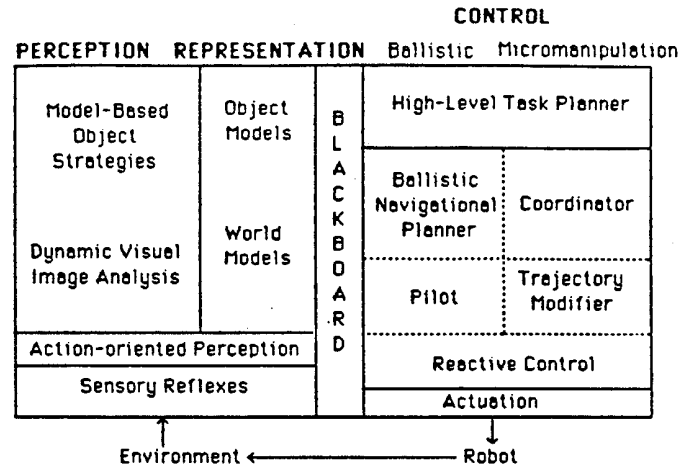 CONTROL
PERCEPTION REPRESENTATION Ballistic Micromanipulation
Model-Based
Object
Strategies
Dynamic Visual
Image Analysis
Object
Models
World
Models
Action-oriented Perception
Sensory Reflexes
BLACKBOARD
High-Level Task Planner
Ballistic
Navigational
Planner
Coordinator
Pilot
Trajectory
Modifier
Reactive Control
Actuation
Environment
Robot